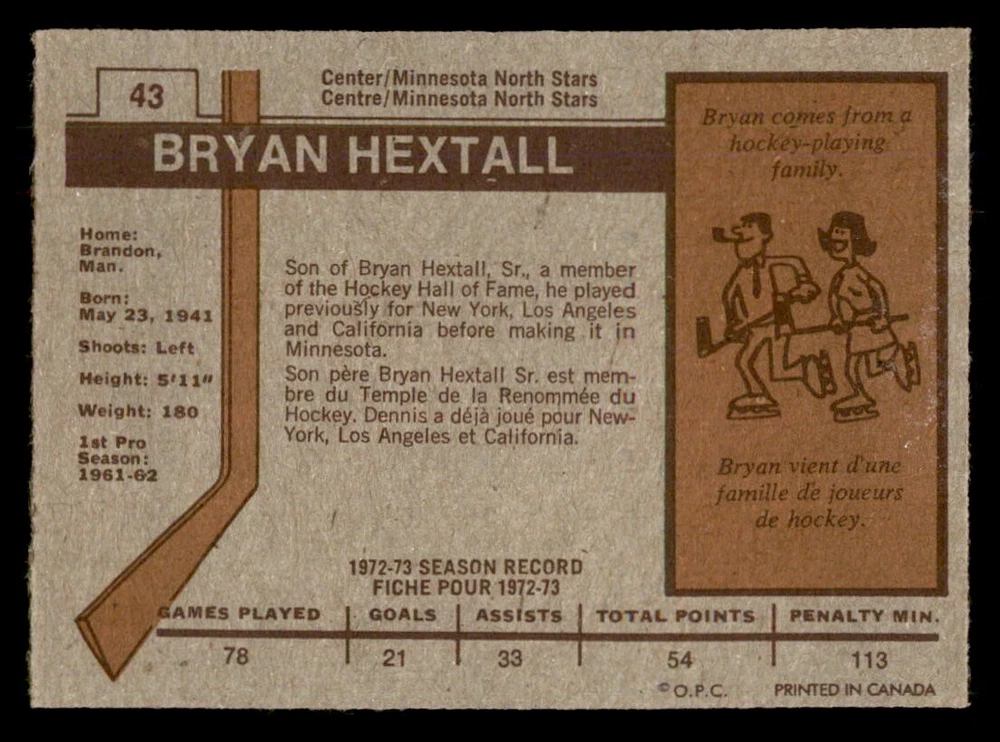 43
Center/Minnesota North Stars
Centre/Minnesota North Stars
BRYAN HEXTALL
Home:
Brandon,
Man.
Born:
May 23, 1941
Shoots: Left
Height: 5'11"
Weight: 180
1st Pro
Season:
1961-62
Son of Bryan Hextall, Sr., a member
of the Hockey Hall of Fame, he played
previously for New York, Los Angeles
and California before making it in
Minnesota.
Son père Bryan Hextall Sr. est mem-
bre du Temple de la Renommée du
Hockey. Dennis a déjà joué pour New-
York, Los Angeles et California.
Bryan comes from a
hockey-playing
family.
Bryan vient d'une
famille de joueurs
de hockey.
1972-73 SEASON RECORD
FICHE POUR 1972-73
GAMES PLAYED GOALS ASSISTS TOTAL POINTS PENALTY MIN.
78 21 33 54 113
© O.P.C. PRINTED IN CANADA